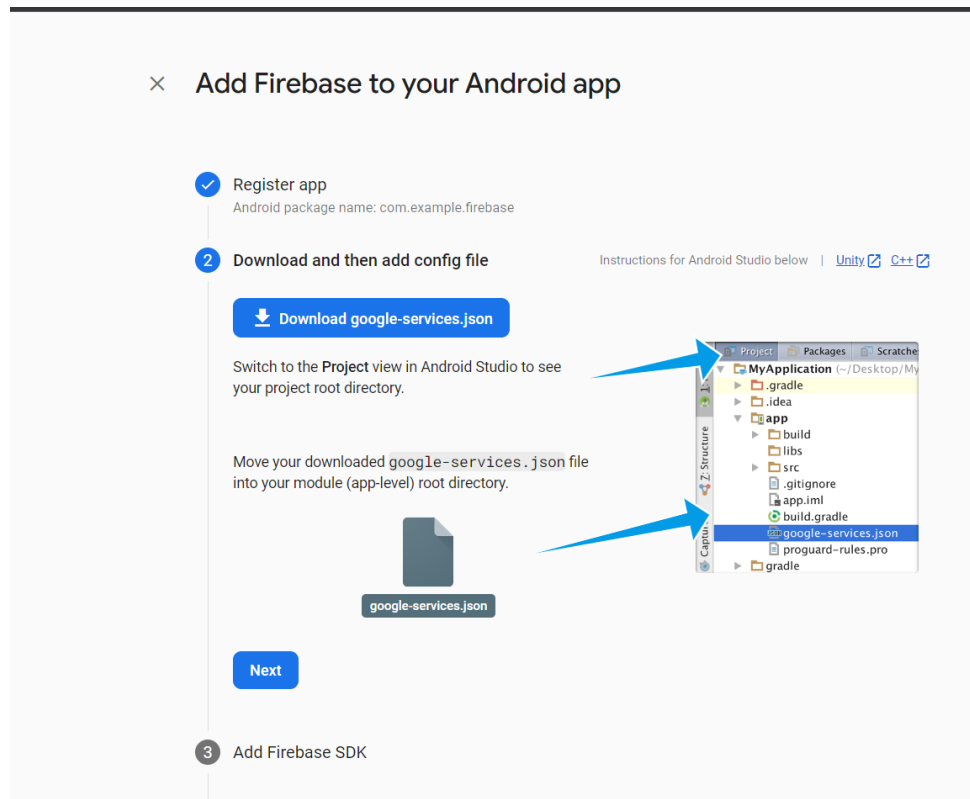 Add Firebase to your Android app
Register app
Android package name: com.example.firebase
2
Download and then add config file
Instructions for Android Studio below | Unity C++
Download google-services.json
Switch to the Project view in Android Studio to see
your project root directory.
Move your downloaded google-services.json file
into your module (app-level) root directory.
google-services.json
Next
Project Packages Scratche
MyApplication (~/Desktop/My
.gradle
.idea
app
build
libs
src
.gitignore
app.iml
build.gradle
google-services.json
proguard-rules.pro
gradle
Z: Structure
Captur
3
Add Firebase SDK